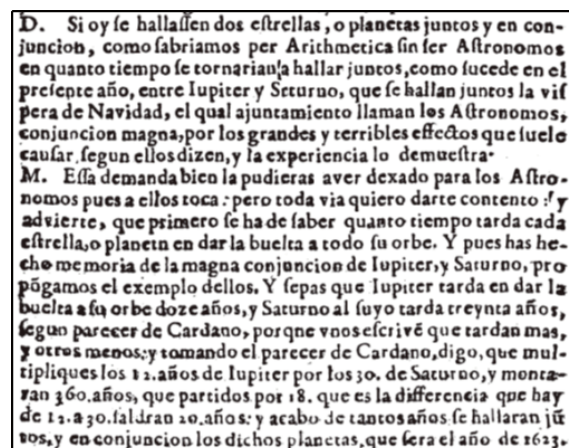 D. Si oy ſe hallaſſen dos eſtrellas, o planetas juntos y en con-
juncion, como ſabriamos per Arithmetica ſin ſer Aſtronomos
en quanto tiempo ſe tornarian a hallar juntos, como ſucede en el
preſente año, entre Iupiter y Saturno, que ſe hallan juntos la viſ
pera de Navidad, el qual ajuntamiento llaman los Aſtronomos,
conjuncion magna, por los grandes y terribles effectos que ſuele
cauſar, ſegun ellos dizen, y la experiencia lo demueſtra.
M. Eſſa demanda bien la pudieras aver dexado para los Aſtro-
nomos pues a ellos toca: pero toda via quiero darte contento: y
advierte, que primero ſe ha de ſaber quanto tiempo tarda cada
eſtrella, o planeta en dar la buelta a todo ſu orbe. Y pues has he-
cho memoria de la magna conjuncion de Iupiter, y Saturno, pro
põgamos el exemplo dellos. Y ſepas que Iupiter tarda en dar la
buelta a ſu orbe doze años, y Saturno al ſuyo tarda treynta años,
ſegun parecer de Cardano, porque vnos eſcrivẽ que tardan mas,
y otros menos: y tomando el parecer de Cardano, digo, que mul-
tipliques los 12. años de Iupiter por los 30. de Saturno, y monta-
ran 360. años, que partidos por 18. que es la differencia que hay
de 12. a 30. ſaldran 20. años: y acabo de tantos años ſe hallaran jũ
tos, y en conjuncion los dichos planetas, que ſera el año de 1623.